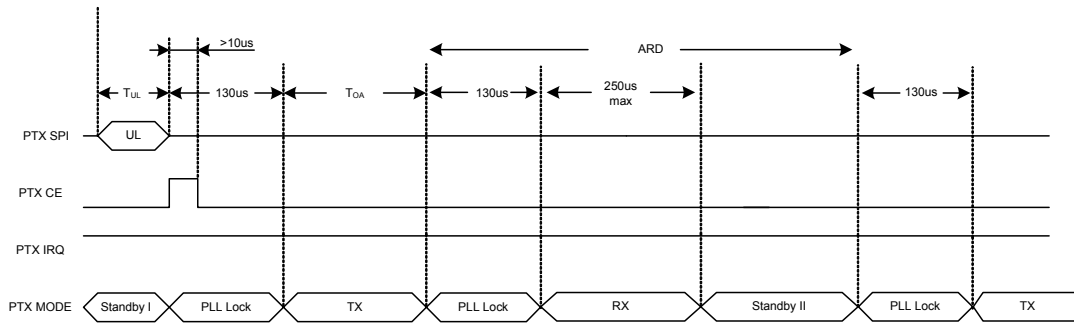 >10us
ARD
TUL
130us
TOA
130us
250us
max
130us
PTX SPI
UL
PTX CE
PTX IRQ
PTX MODE
Standby I
PLL Lock
TX
PLL Lock
RX
Standby II
PLL Lock
TX